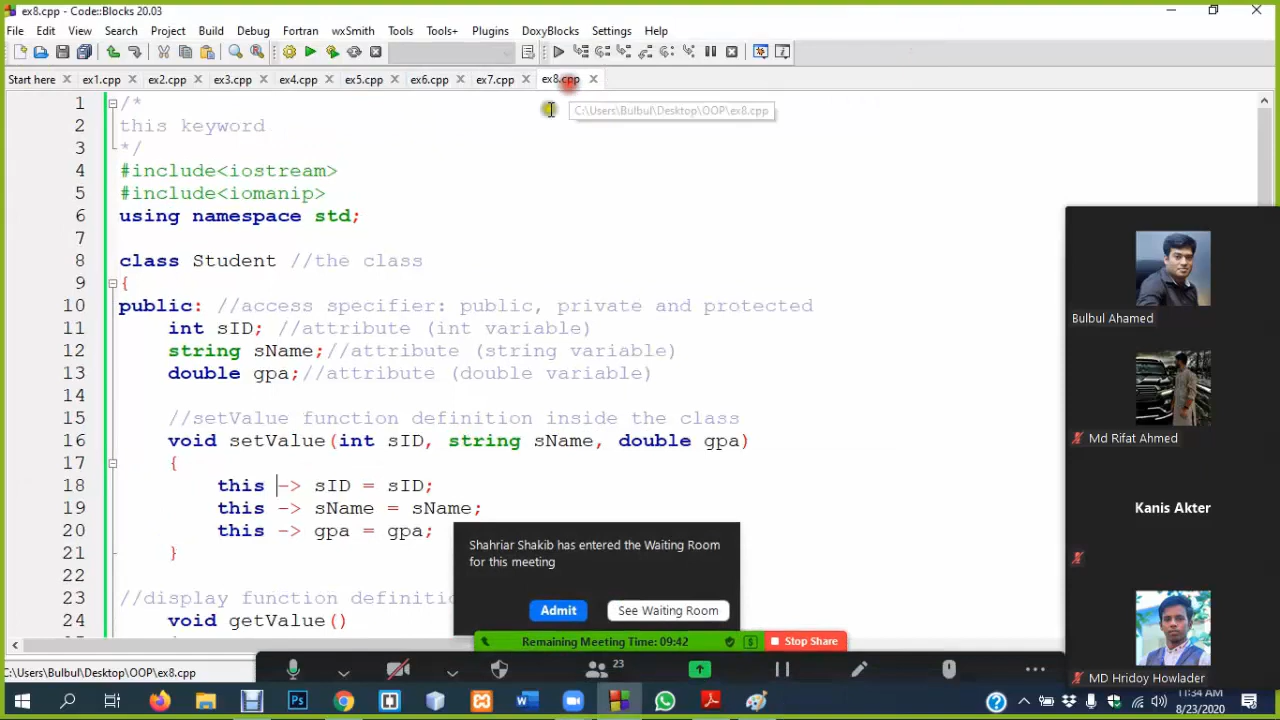 ex8.cpp - Code::Blocks 20.03
File Edit View Search Project Build Debug Fortran wxSmith Tools Tools+ Plugins DoxyBlocks Settings Help
Start here ex1.cpp ex2.cpp ex3.cpp ex4.cpp ex5.cpp ex6.cpp ex7.cpp ex8.cpp
C:\Users\Bulbul\Desktop\OOP\ex8.cpp
1 /*
2 this keyword
3 */
4 #include<iostream>
5 #include<iomanip>
6 using namespace std;
7
8 class Student //the class
9 {
10 public: //access specifier: public, private and protected
11 int sID; //attribute (int variable)
12 string sName;//attribute (string variable)
13 double gpa;//attribute (double variable)
14
15 //setValue function definition inside the class
16 void setValue(int sID, string sName, double gpa)
17 {
18 this -> sID = sID;
19 this -> sName = sName;
20 this -> gpa = gpa;
21 }
22
23 //display function definitio
24 void getValue()
Shahriar Shakib has entered the Waiting Room
for this meeting
Admit See Waiting Room
Remaining Meeting Time: 09:42 Stop Share
23
Bulbul Ahamed
Md Rifat Ahmed
Kanis Akter
MD Hridoy Howlader
C:\Users\Bulbul\Desktop\OOP\ex8.cpp
11:34 AM
8/23/2020